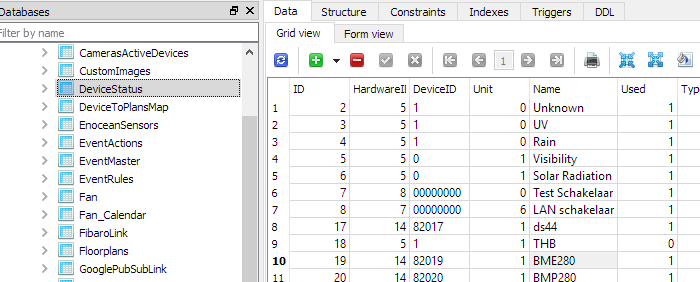 Databases
Filter by name
CamerasActiveDevices
CustomImages
DeviceStatus
DeviceToPlansMap
EnoceanSensors
EventActions
EventMaster
EventRules
Fan
Fan_Calendar
FibaroLink
Floorplans
GooglePubSubLink
Data Structure Constraints Indexes Triggers DDL
Grid view Form view
1
ID HardwareII DeviceID Unit Name Used Typ
1 2 5 1 0 Unknown 1
2 3 5 1 0 UV 1
3 4 5 1 0 Rain 1
4 5 5 0 1 Visibility 1
5 6 5 0 1 Solar Radiation 1
6 7 8 00000000 0 Test Schakelaar 1
7 8 7 00000000 6 LAN schakelaar 1
8 17 14 82017 1 ds44 1
9 18 5 1 1 THB 0
10 19 14 82019 1 BME280 1
11 20 14 82020 1 BMP280 1